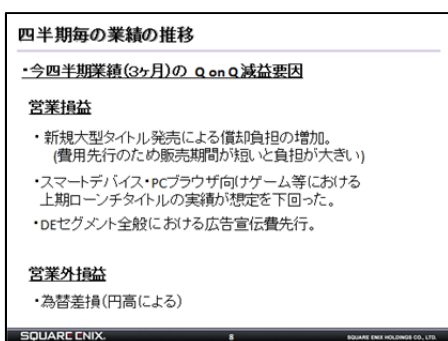 四半期毎の業績の推移
・今四半期業績(3ヶ月)の QonQ減益要因
営業損益
・新規大型タイトル発売による償却負担の増加。
(費用先行のため販売期間が短いと負担が大きい)
・スマートデバイス・PCブラウザ向けゲーム等における
上期ローンチタイトルの実績が想定を下回った。
・DEセグメント全般における広告宣伝費先行。
営業外損益
・為替差損(円高による)
SQUARE ENIX. 8 SQUARE ENIX HOLDINGS CO., LTD.